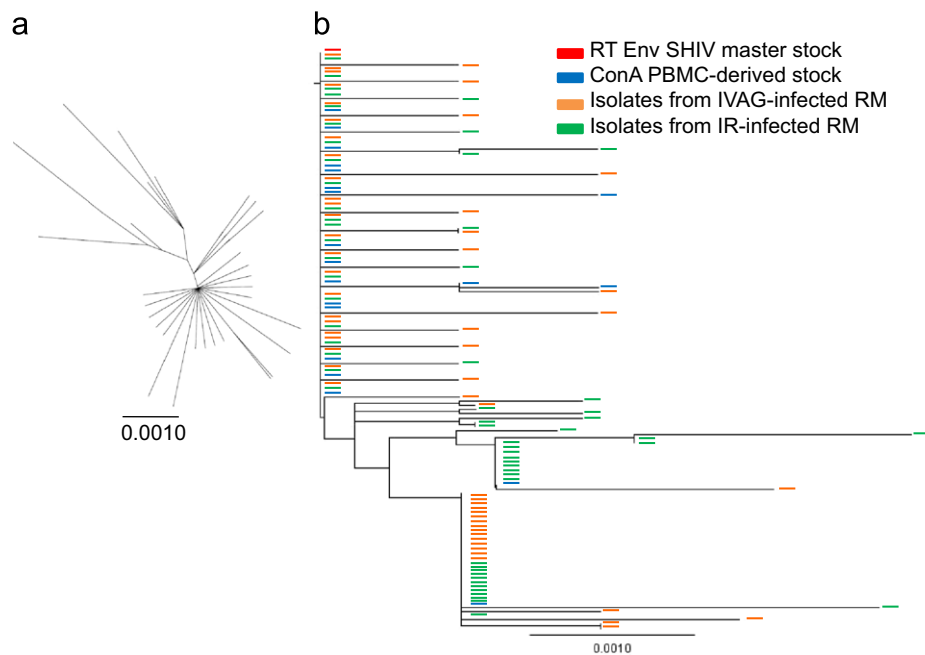 a
b
RT Env SHIV master stock
ConA PBMC-derived stock
Isolates from IVAG-infected RM
Isolates from IR-infected RM
0.0010
0.0010